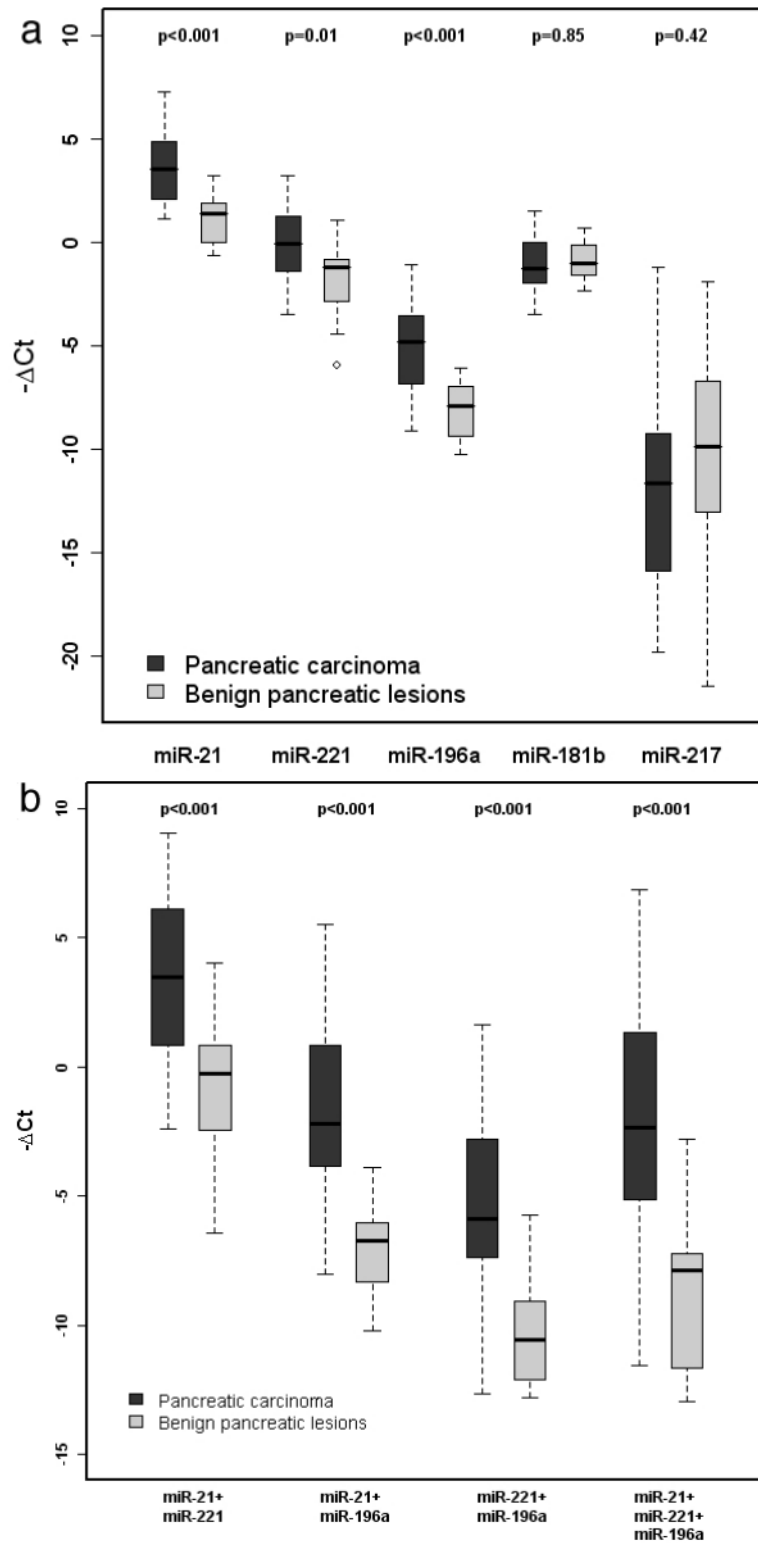 a
p<0.001 p=0.01 p<0.001 p=0.85 p=0.42
10
5
0
-5
-10
-15
-20
-ΔCt
Pancreatic carcinoma
Benign pancreatic lesions
miR-21 miR-221 miR-196a miR-181b miR-217
b
p<0.001 p<0.001 p<0.001 p<0.001
10
5
0
-5
-10
-15
-ΔCt
Pancreatic carcinoma
Benign pancreatic lesions
miR-21+ miR-21+ miR-221+ miR-21+
miR-221 miR-196a miR-196a miR-221+
miR-196a